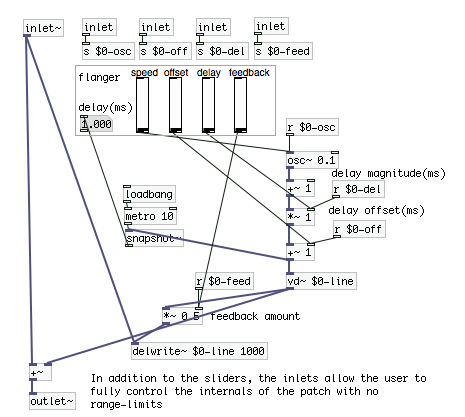 inlet~
inlet
inlet
inlet
inlet
s $0-osc
s $0-off
s $0-del
s $0-feed
flanger
speed
offset
delay
feedback
delay(ms)
1.000
r $0-osc
osc~ 0.1
delay magnitude(ms)
+~ 1
r $0-del
loadbang
metro 10
*~ 1
delay offset(ms)
r $0-off
snapshot~
+~ 1
r $0-feed
vd~ $0-line
*~ 0.5
feedback amount
delwrite~ $0-line 1000
+~
outlet~
In addition to the sliders, the inlets allow the user to
fully control the internals of the patch with no
range-limits